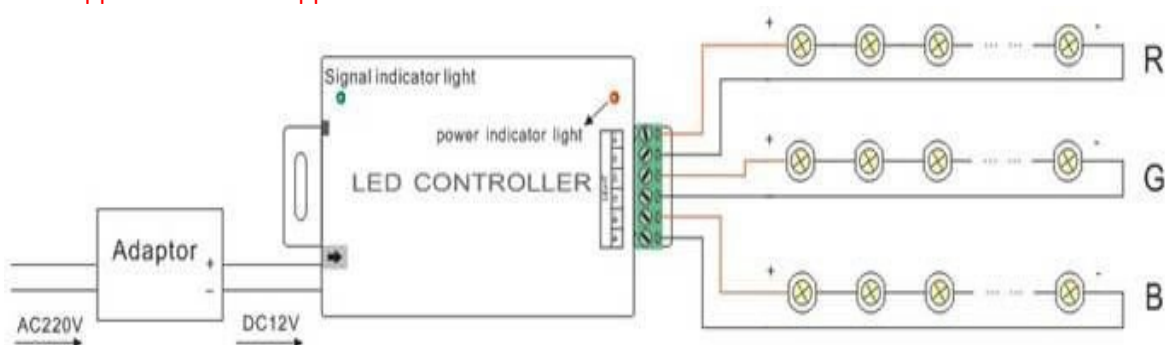 Signal indicator light
power indicator light
LED CONTROLLER
Adaptor
+
−
AC220V
DC12V
+
-
R
+
-
G
+
-
B